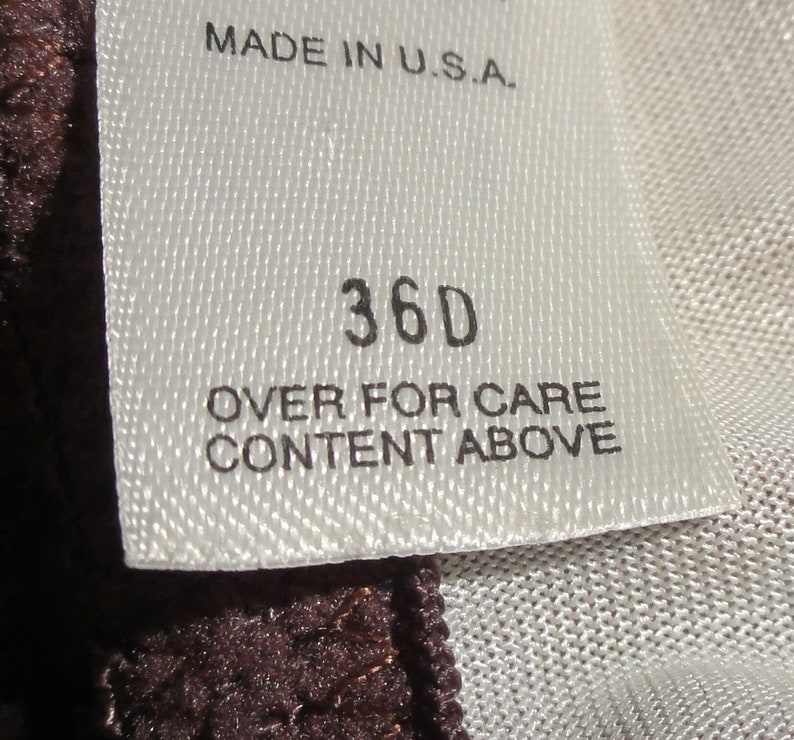 MADE IN U.S.A.
36D
OVER FOR CARE
CONTENT ABOVE